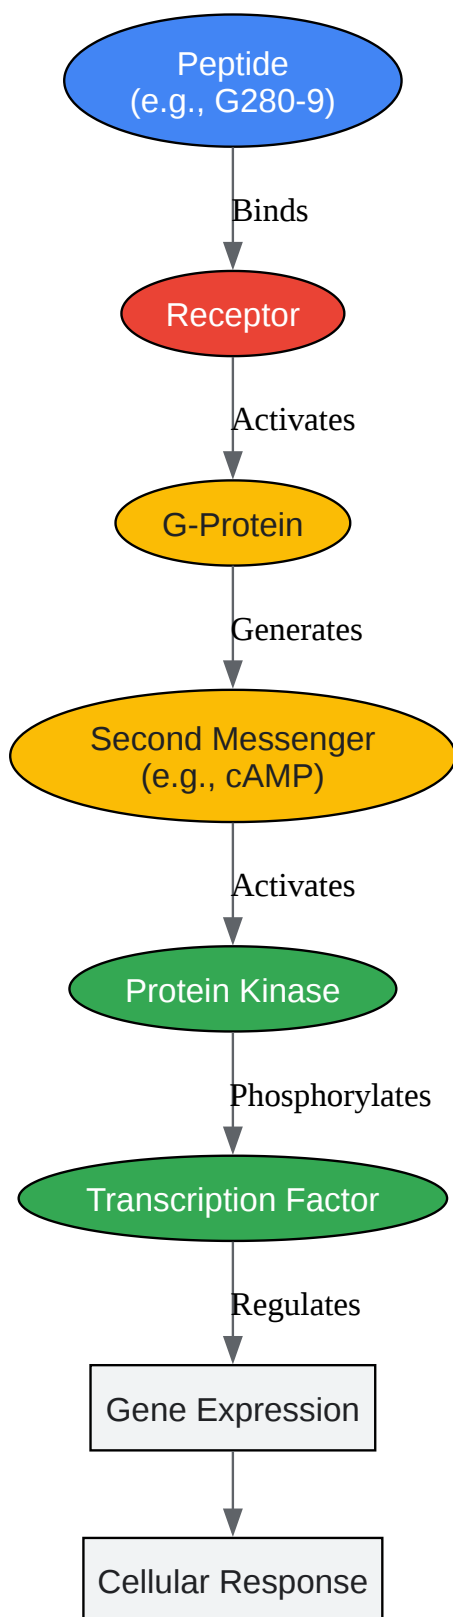 Peptide
(e.g., G280-9)
Binds
Receptor
Activates
G-Protein
Generates
Second Messenger
(e.g., cAMP)
Activates
Protein Kinase
Phosphorylates
Transcription Factor
Regulates
Gene Expression
Cellular Response